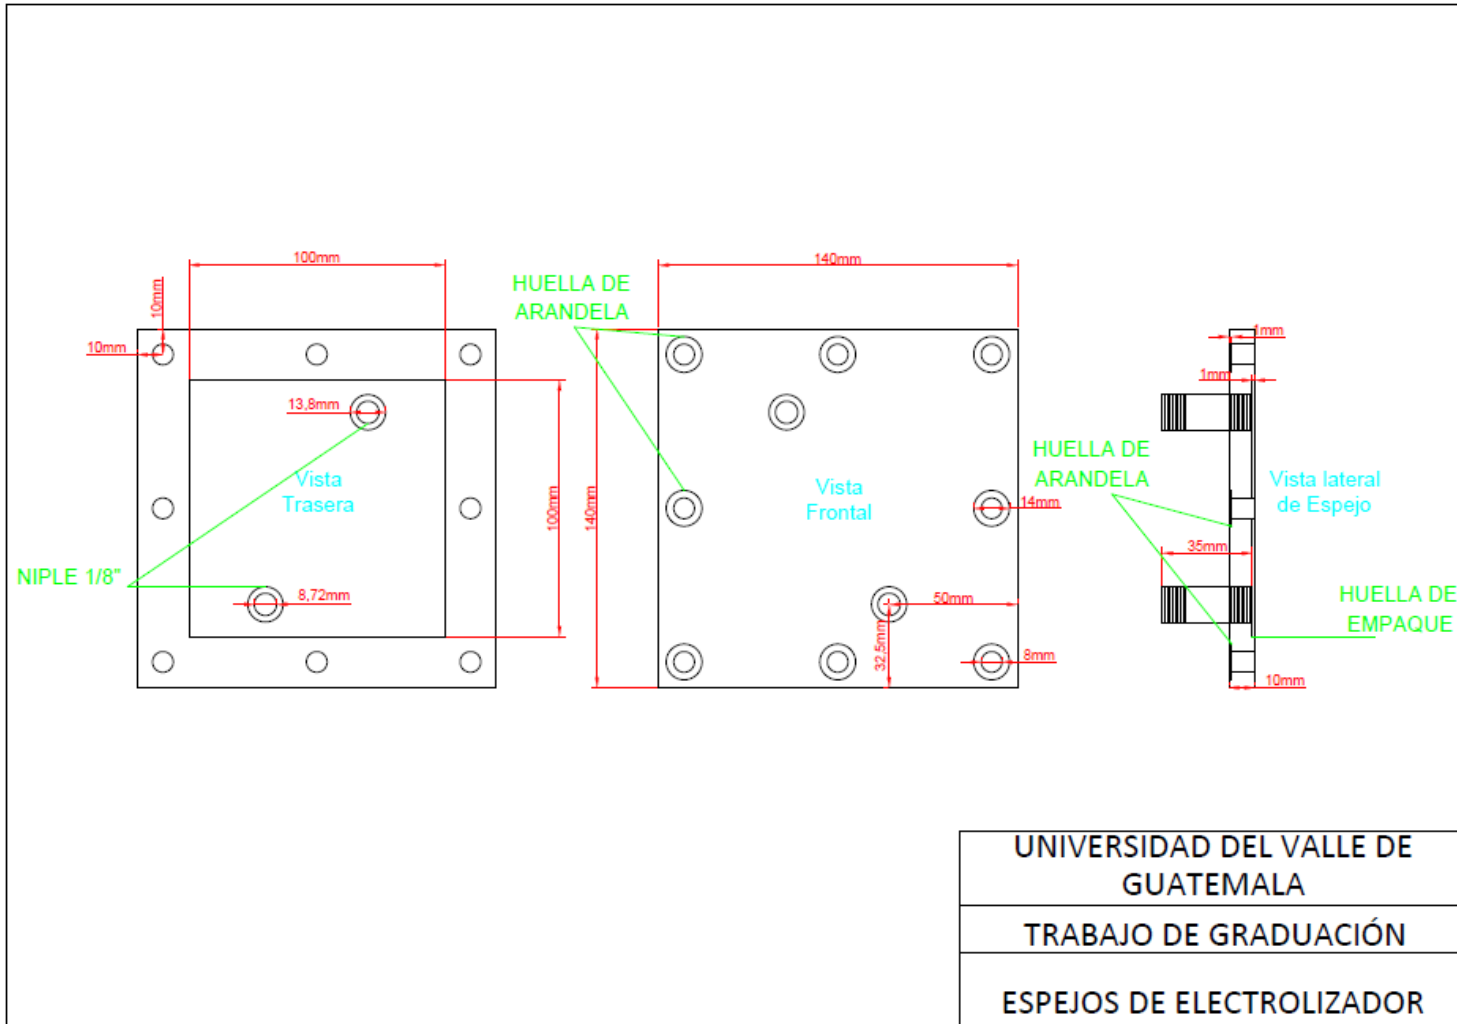 100mm
10mm
10mm
13,8mm
Vista
Trasera
100mm
NIPLE 1/8"
8,72mm
HUELLA DE
ARANDELA
140mm
140mm
Vista
Frontal
14mm
50mm
32,5mm
8mm
1mm
1mm
HUELLA DE
ARANDELA
Vista lateral
de Espejo
35mm
HUELLA DE
EMPAQUE
10mm
UNIVERSIDAD DEL VALLE DE
GUATEMALA
TRABAJO DE GRADUACIÓN
ESPEJOS DE ELECTROLIZADOR